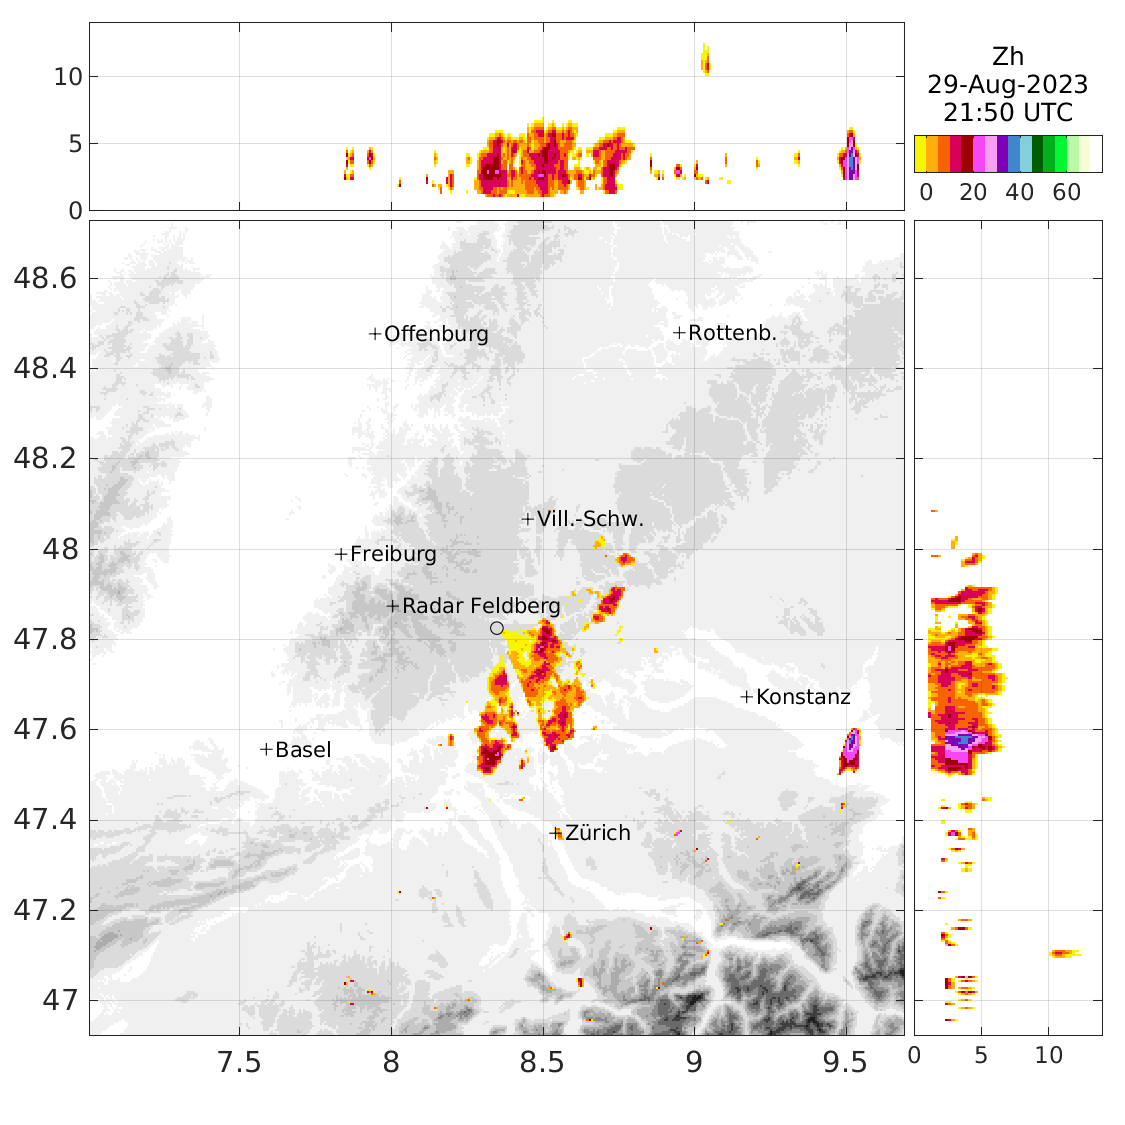 10
5
0
Zh
29-Aug-2023
21:50 UTC
0 20 40 60
48.6
48.4
48.2
48
47.8
47.6
47.4
47.2
47
Offenburg
Rottenb.
Vill.-Schw.
Freiburg
Radar Feldberg
Konstanz
Basel
Zürich
7.5 8 8.5 9 9.5
0 5 10